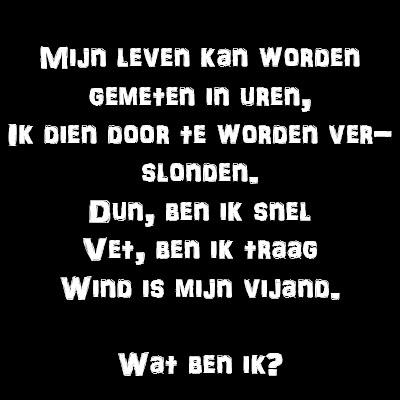 Mijn leven kan worden
gemeten in uren,
Ik dien door te worden ver-
slonden.
Dun, ben ik snel
Vet, ben ik traag
Wind is mijn vijand.
Wat ben ik?